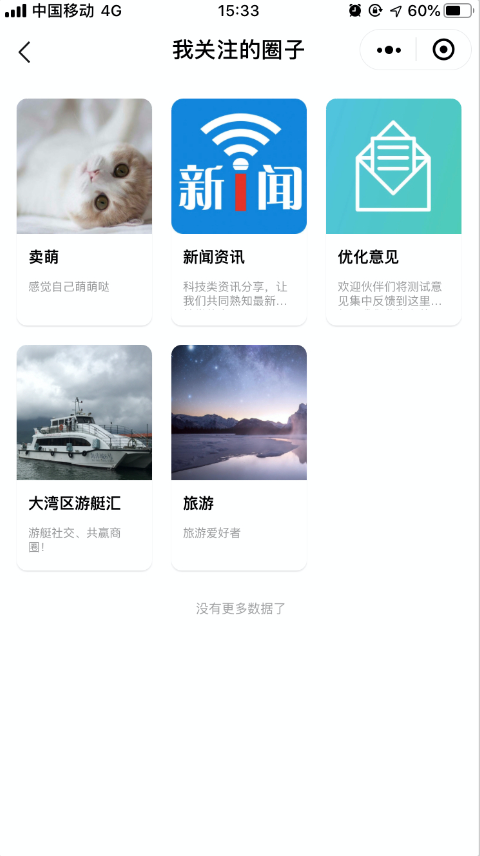 中国移动 4G 15:33 60%
我关注的圈子
新闻
卖萌
感觉自己萌萌哒
新闻资讯
科技类资讯分享，让
我们共同熟知最新...
优化意见
欢迎伙伴们将测试意
见集中反馈到这里...
大湾区游艇汇
游艇社交、共赢商
圈！
旅游
旅游爱好者
没有更多数据了